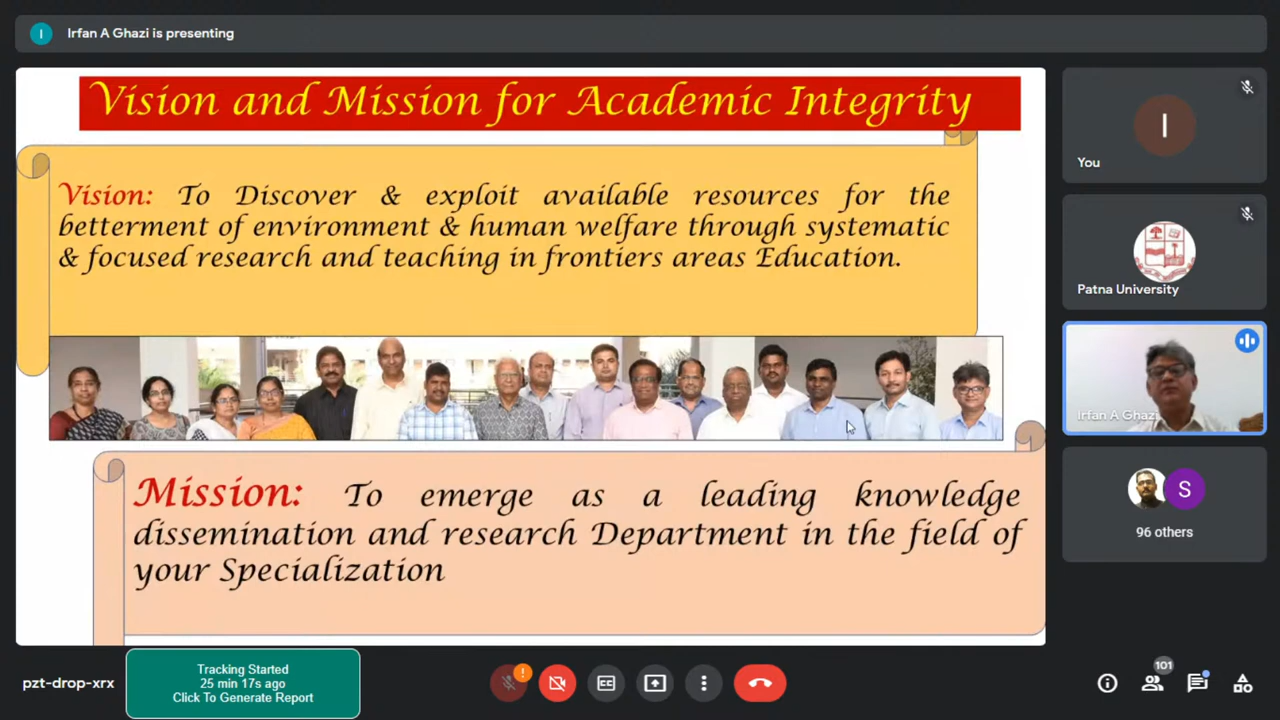 I
Irfan A Ghazi is presenting
Vision and Mission for Academic Integrity
Vision: To Discover & exploit available resources for the
betterment of environment & human welfare through systematic
& focused research and teaching in frontiers areas Education.
Mission: To emerge as a leading knowledge
dissemination and research Department in the field of
your Specialization
I
You
Patna University
Irfan A Ghazi
S
96 others
pzt-drop-xrx
Tracking Started
25 min 17s ago
Click To Generate Report
!
CC
101